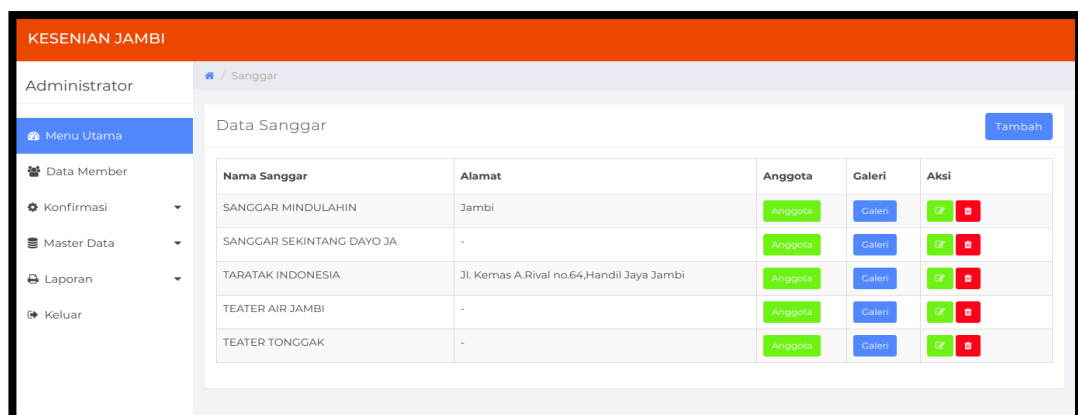 KESENIAN JAMBI
Administrator
/ Sanggar
Menu Utama
Data Member
Konfirmasi
Master Data
Laporan
Keluar
Data Sanggar
Tambah
Nama Sanggar Alamat Anggota Galeri Aksi
SANGGAR MINDULAHIN Jambi Anggota Galeri
SANGGAR SEKINTANG DAYO JA - Anggota Galeri
TARATAK INDONESIA Jl. Kemas A.Rival no.64,Handil Jaya Jambi Anggota Galeri
TEATER AIR JAMBI - Anggota Galeri
TEATER TONGGAK - Anggota Galeri